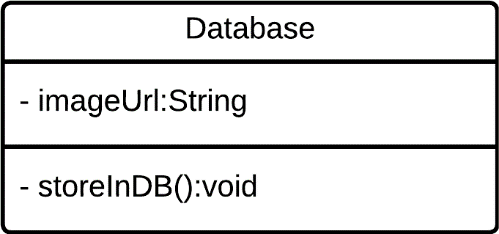 Database
- imageUrl:String
- storeInDB():void